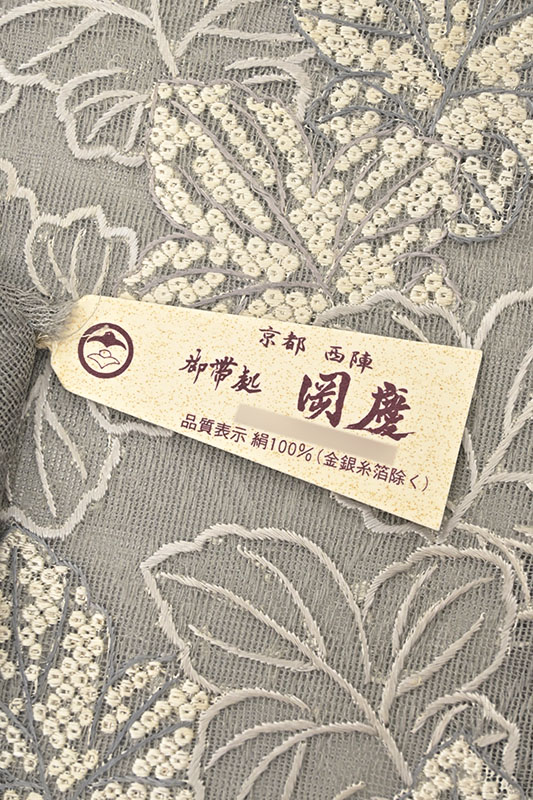 京都 西陣
御帯匠 岡慶
品質表示 絹100%(金銀糸箔除く)